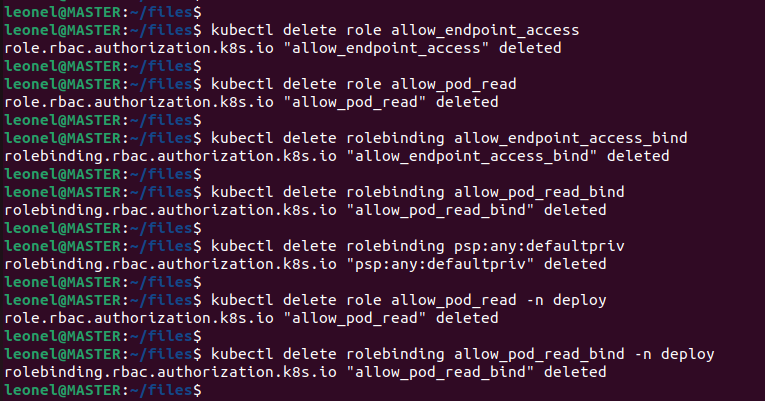 leonel@MASTER:~/files$
leonel@MASTER:~/files$ kubectl delete role allow_endpoint_access
role.rbac.authorization.k8s.io "allow_endpoint_access" deleted
leonel@MASTER:~/files$
leonel@MASTER:~/files$ kubectl delete role allow_pod_read
role.rbac.authorization.k8s.io "allow_pod_read" deleted
leonel@MASTER:~/files$
leonel@MASTER:~/files$ kubectl delete rolebinding allow_endpoint_access_bind
rolebinding.rbac.authorization.k8s.io "allow_endpoint_access_bind" deleted
leonel@MASTER:~/files$
leonel@MASTER:~/files$ kubectl delete rolebinding allow_pod_read_bind
rolebinding.rbac.authorization.k8s.io "allow_pod_read_bind" deleted
leonel@MASTER:~/files$
leonel@MASTER:~/files$ kubectl delete rolebinding psp:any:defaultpriv
rolebinding.rbac.authorization.k8s.io "psp:any:defaultpriv" deleted
leonel@MASTER:~/files$
leonel@MASTER:~/files$ kubectl delete role allow_pod_read -n deploy
role.rbac.authorization.k8s.io "allow_pod_read" deleted
leonel@MASTER:~/files$
leonel@MASTER:~/files$ kubectl delete rolebinding allow_pod_read_bind -n deploy
rolebinding.rbac.authorization.k8s.io "allow_pod_read_bind" deleted
leonel@MASTER:~/files$